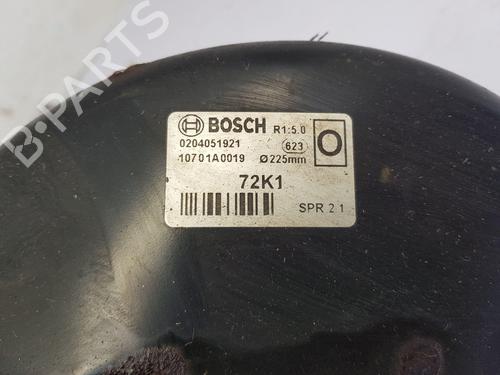 B-PARTS
BOSCH R1:5.0
0204051921 623
10701A0019 Ø225mm
O
72K1
SPR 2 1